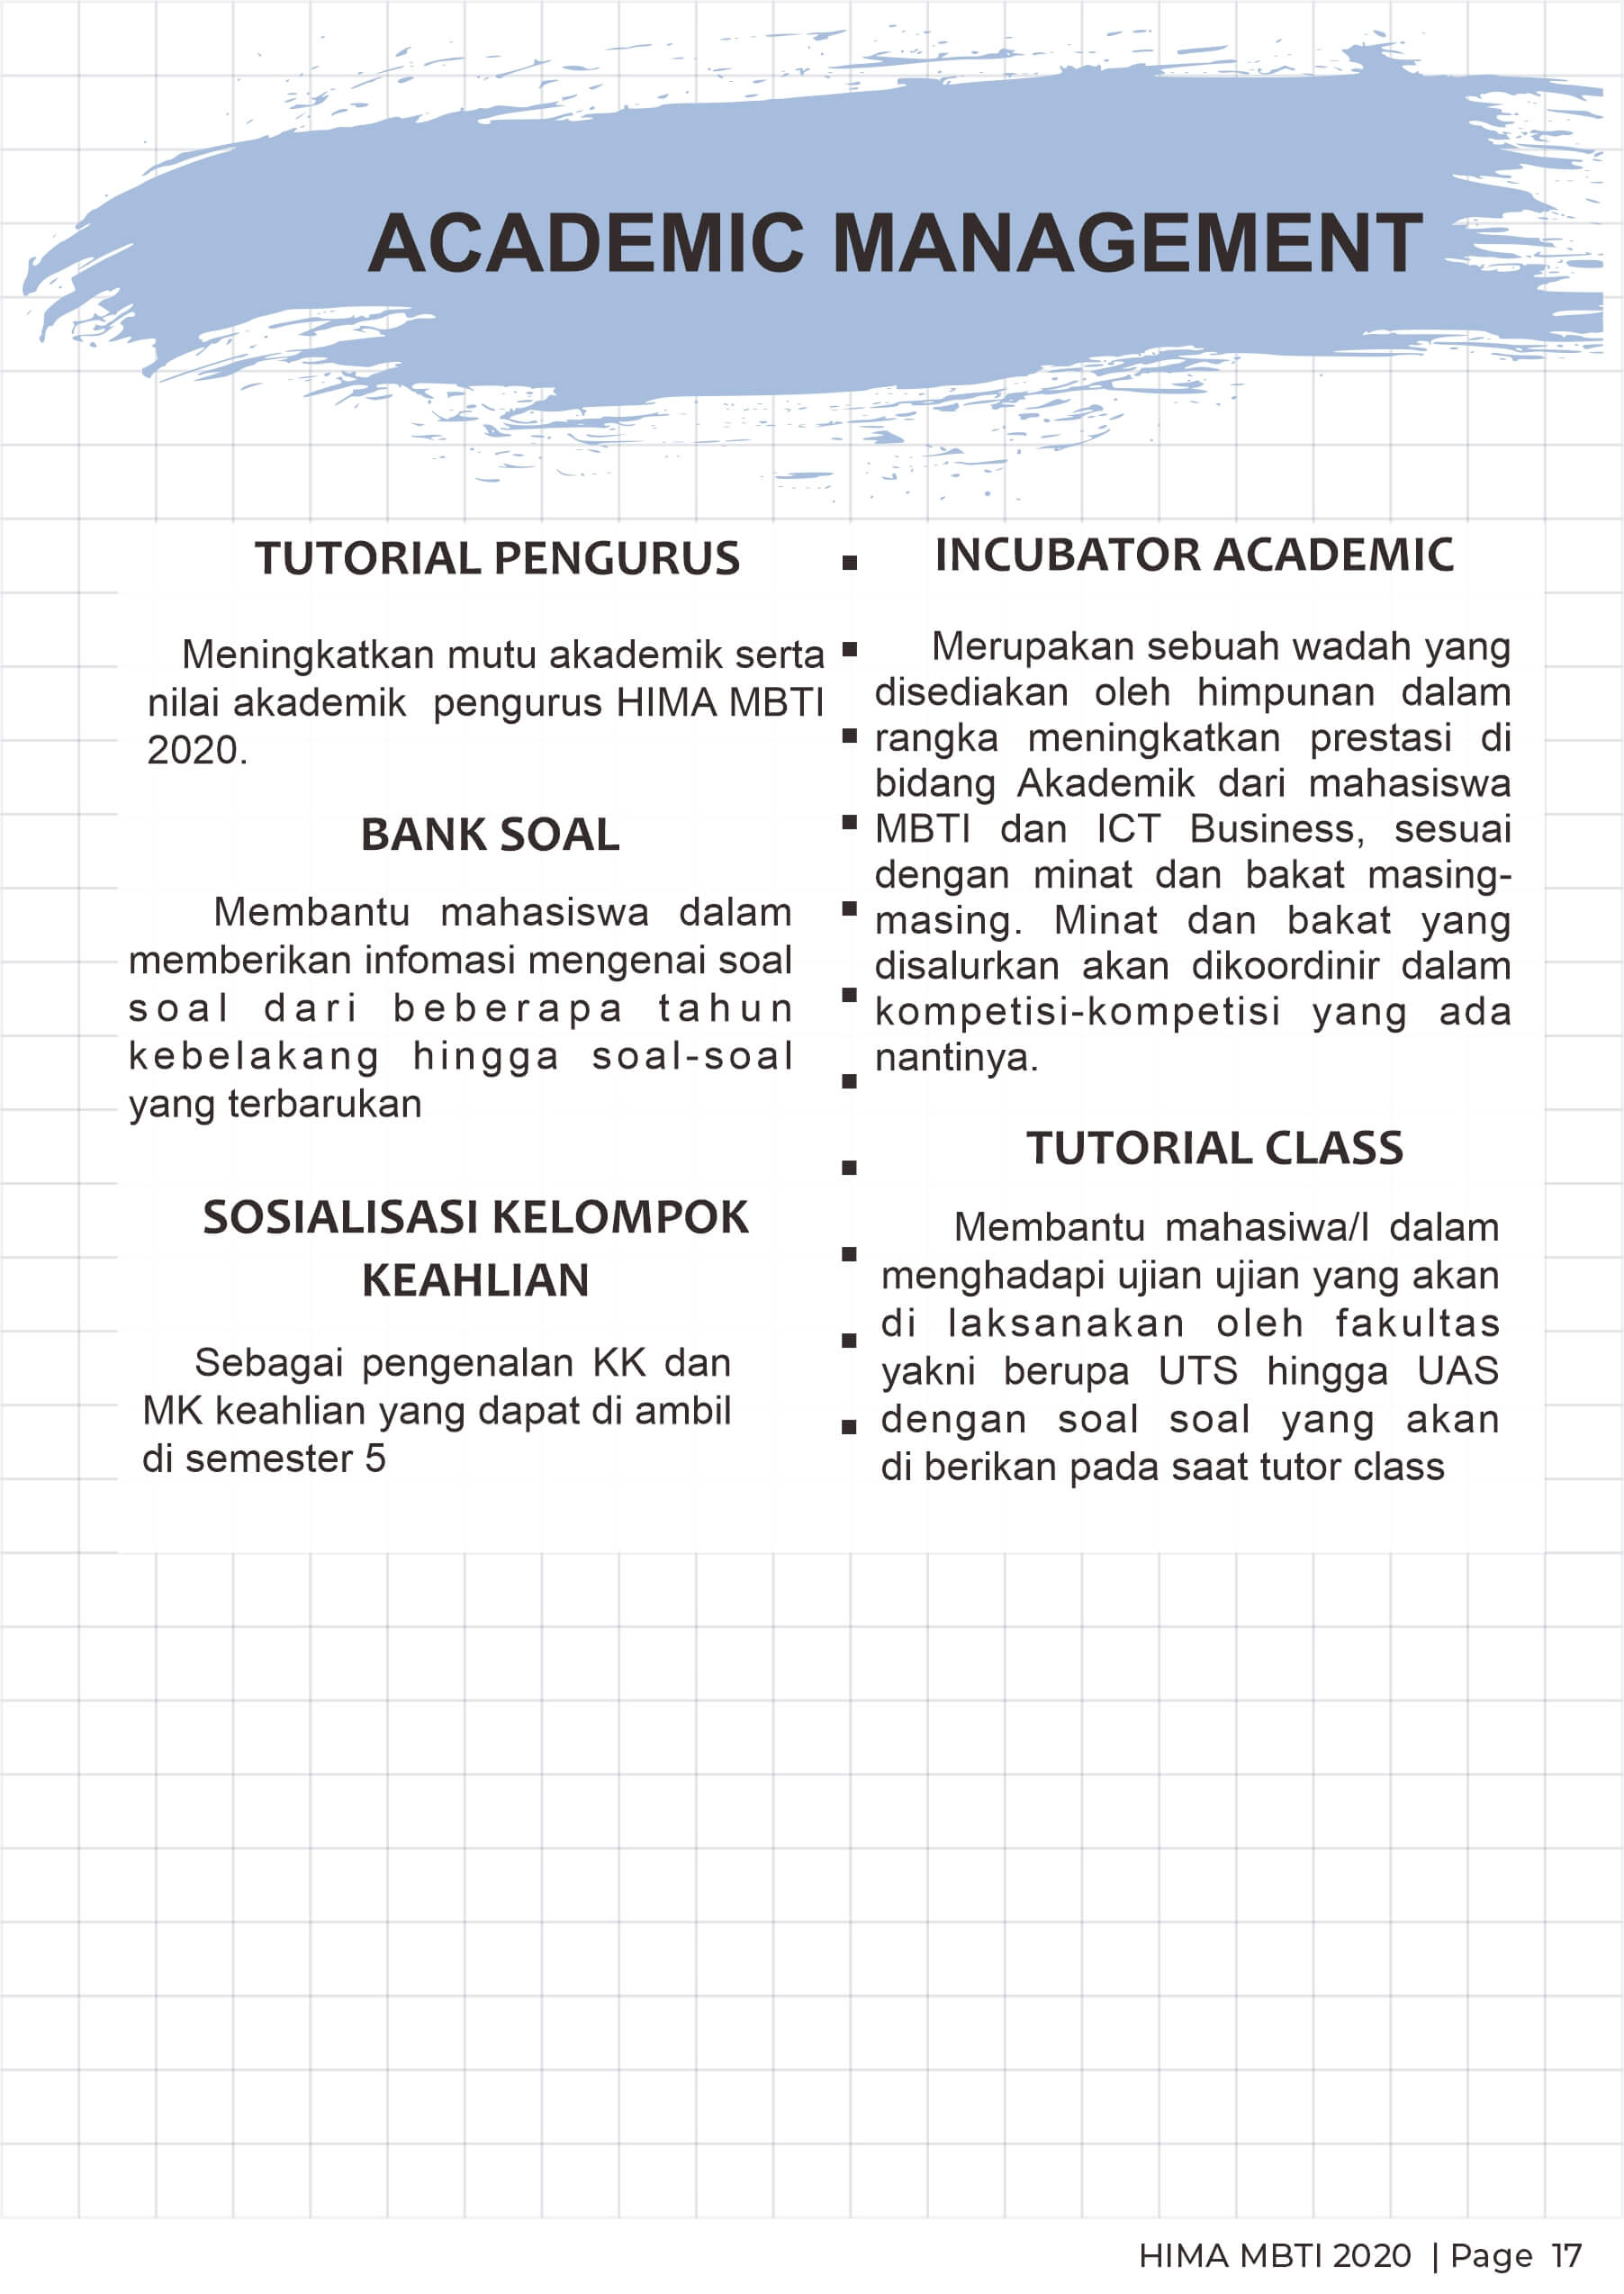 ACADEMIC MANAGEMENT
TUTORIAL PENGURUS
Meningkatkan mutu akademik serta
nilai akademik pengurus HIMA MBTI
2020.
BANK SOAL
Membantu mahasiswa dalam
memberikan infomasi mengenai soal
soal dari beberapa tahun
kebelakang hingga soal-soal
yang terbarukan
SOSIALISASI KELOMPOK
KEAHLIAN
Sebagai pengenalan KK dan
MK keahlian yang dapat di ambil
di semester 5
INCUBATOR ACADEMIC
Merupakan sebuah wadah yang
disediakan oleh himpunan dalam
rangka meningkatkan prestasi di
bidang Akademik dari mahasiswa
MBTI dan ICT Business, sesuai
dengan minat dan bakat masing-
masing. Minat dan bakat yang
disalurkan akan dikoordinir dalam
kompetisi-kompetisi yang ada
nantinya.
TUTORIAL CLASS
Membantu mahasiwa/I dalam
menghadapi ujian ujian yang akan
di laksanakan oleh fakultas
yakni berupa UTS hingga UAS
dengan soal soal yang akan
di berikan pada saat tutor class
HIMA MBTI 2020 | Page 17